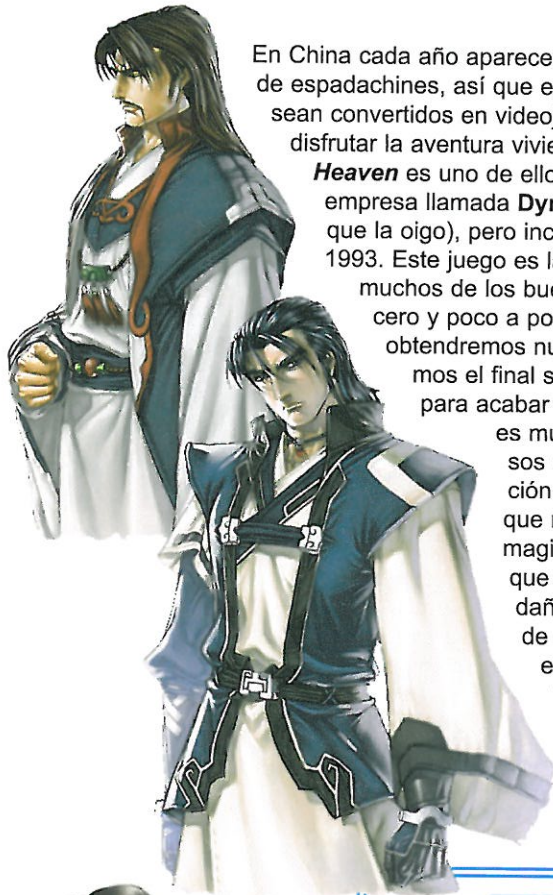 En China cada año aparece
de espadachines, así que e
sean convertidos en video
disfrutar la aventura vivie
Heaven es uno de ello
empresa llamada Dyn
que la oigo), pero inc
1993. Este juego es l
muchos de los bue
cero y poco a po
obtendremos nu
mos el final s
para acabar
es mu
sos
ción
que
magi
que
dañ
de
e